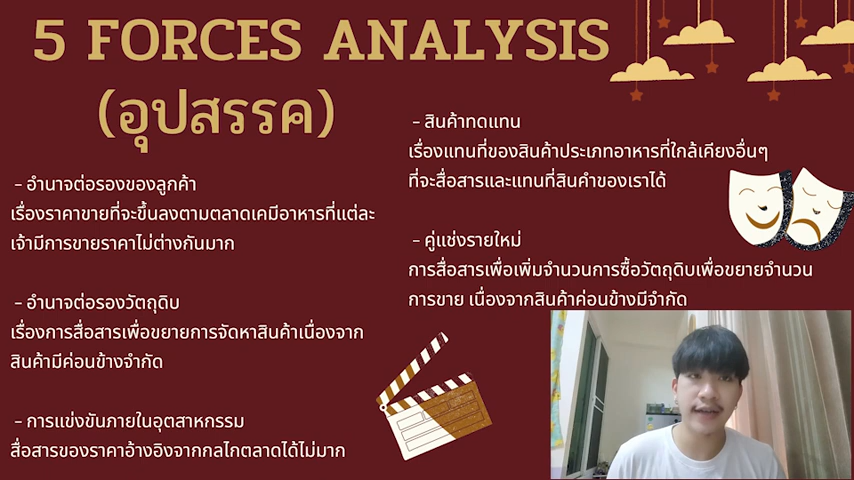 5 FORCES ANALYSIS
(อุปสรรค)
- อำนาจต่อรองของลูกค้า
เรื่องราคาขายที่จะขึ้นลงตามตลาดเคมีอาหารที่แต่ละ
เจ้ามีการขายราคาไม่ต่างกันมาก
- อำนาจต่อรองวัตถุดิบ
เรื่องการสื่อสารเพื่อขยายการจัดหาสินค้าเนื่องจาก
สินค้ามีค่อนข้างจำกัด
- การแข่งขันภายในอุตสาหกรรม
สื่อสารของราคาอ้างอิงจากกลไกตลาดได้ไม่มาก
- สินค้าทดแทน
เรื่องแทนที่ของสินค้าประเภทอาหารที่ใกล้เคียงอื่นๆ
ที่จะสื่อสารและแทนที่สินค้าของเราได้
- คู่แข่งรายใหม่
การสื่อสารเพื่อเพิ่มจำนวนการซื้อวัตถุดิบเพื่อขยายจำนวน
การขาย เนื่องจากสินค้าค่อนข้างมีจำกัด